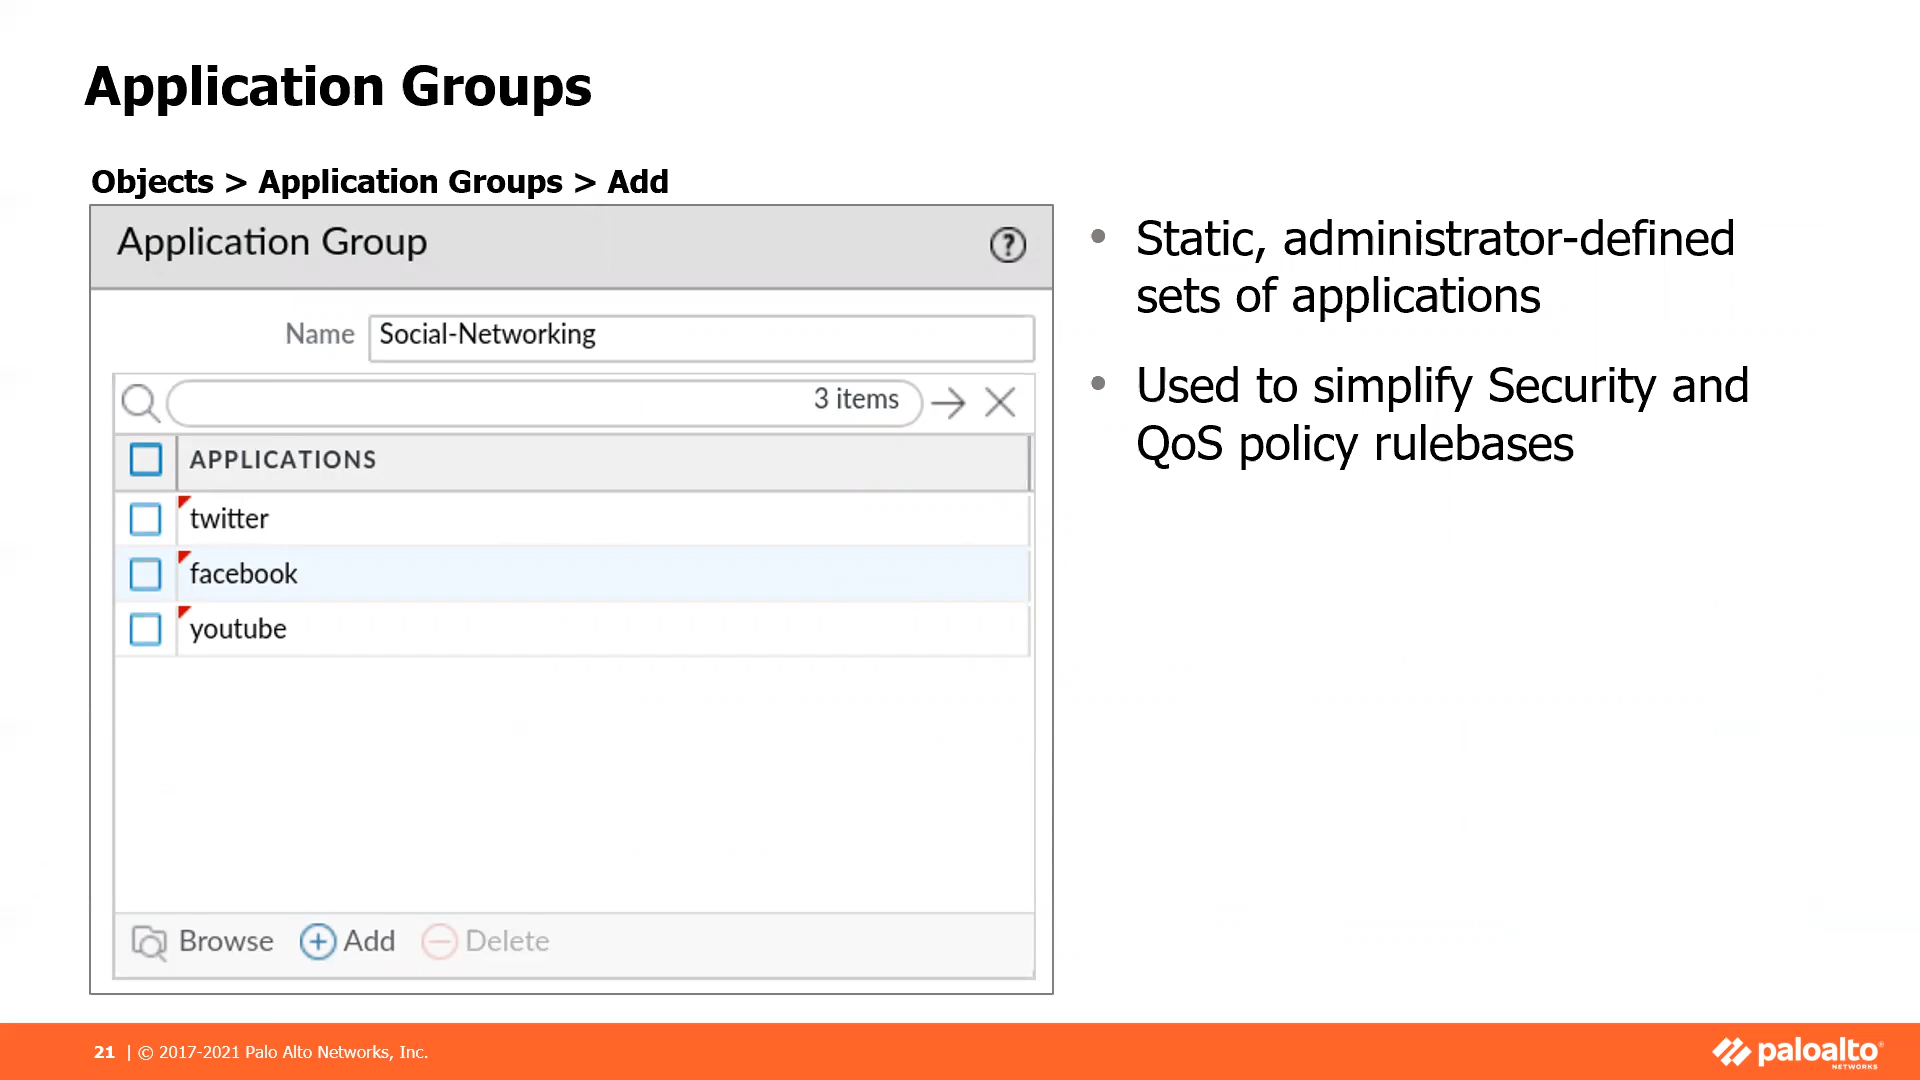 Application Groups
Objects > Application Groups > Add
Application Group
?
Name
Social-Networking
3 items
APPLICATIONS
twitter
facebook
youtube
Browse
Add
Delete
• Static, administrator-defined
sets of applications
• Used to simplify Security and
QoS policy rulebases
21 | © 2017-2021 Palo Alto Networks, Inc.
paloalto®
NETWORKS